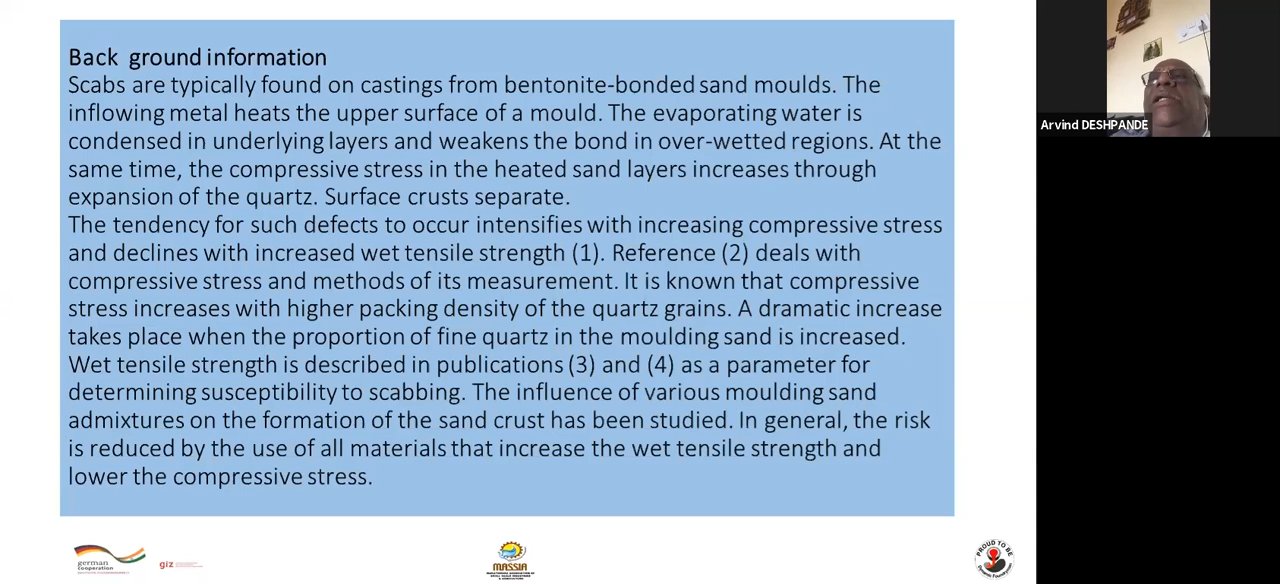 Back ground information
Scabs are typically found on castings from bentonite-bonded sand moulds. The
inflowing metal heats the upper surface of a mould. The evaporating water is
condensed in underlying layers and weakens the bond in over-wetted regions. At the
same time, the compressive stress in the heated sand layers increases through
expansion of the quartz. Surface crusts separate.
The tendency for such defects to occur intensifies with increasing compressive stress
and declines with increased wet tensile strength (1). Reference (2) deals with
compressive stress and methods of its measurement. It is known that compressive
stress increases with higher packing density of the quartz grains. A dramatic increase
takes place when the proportion of fine quartz in the moulding sand is increased.
Wet tensile strength is described in publications (3) and (4) as a parameter for
determining susceptibility to scabbing. The influence of various moulding sand
admixtures on the formation of the sand crust has been studied. In general, the risk
is reduced by the use of all materials that increase the wet tensile strength and
lower the compressive stress.
Arvind DESHPANDE
german
cooperation
giz
MASSIA
PROUD TO BE